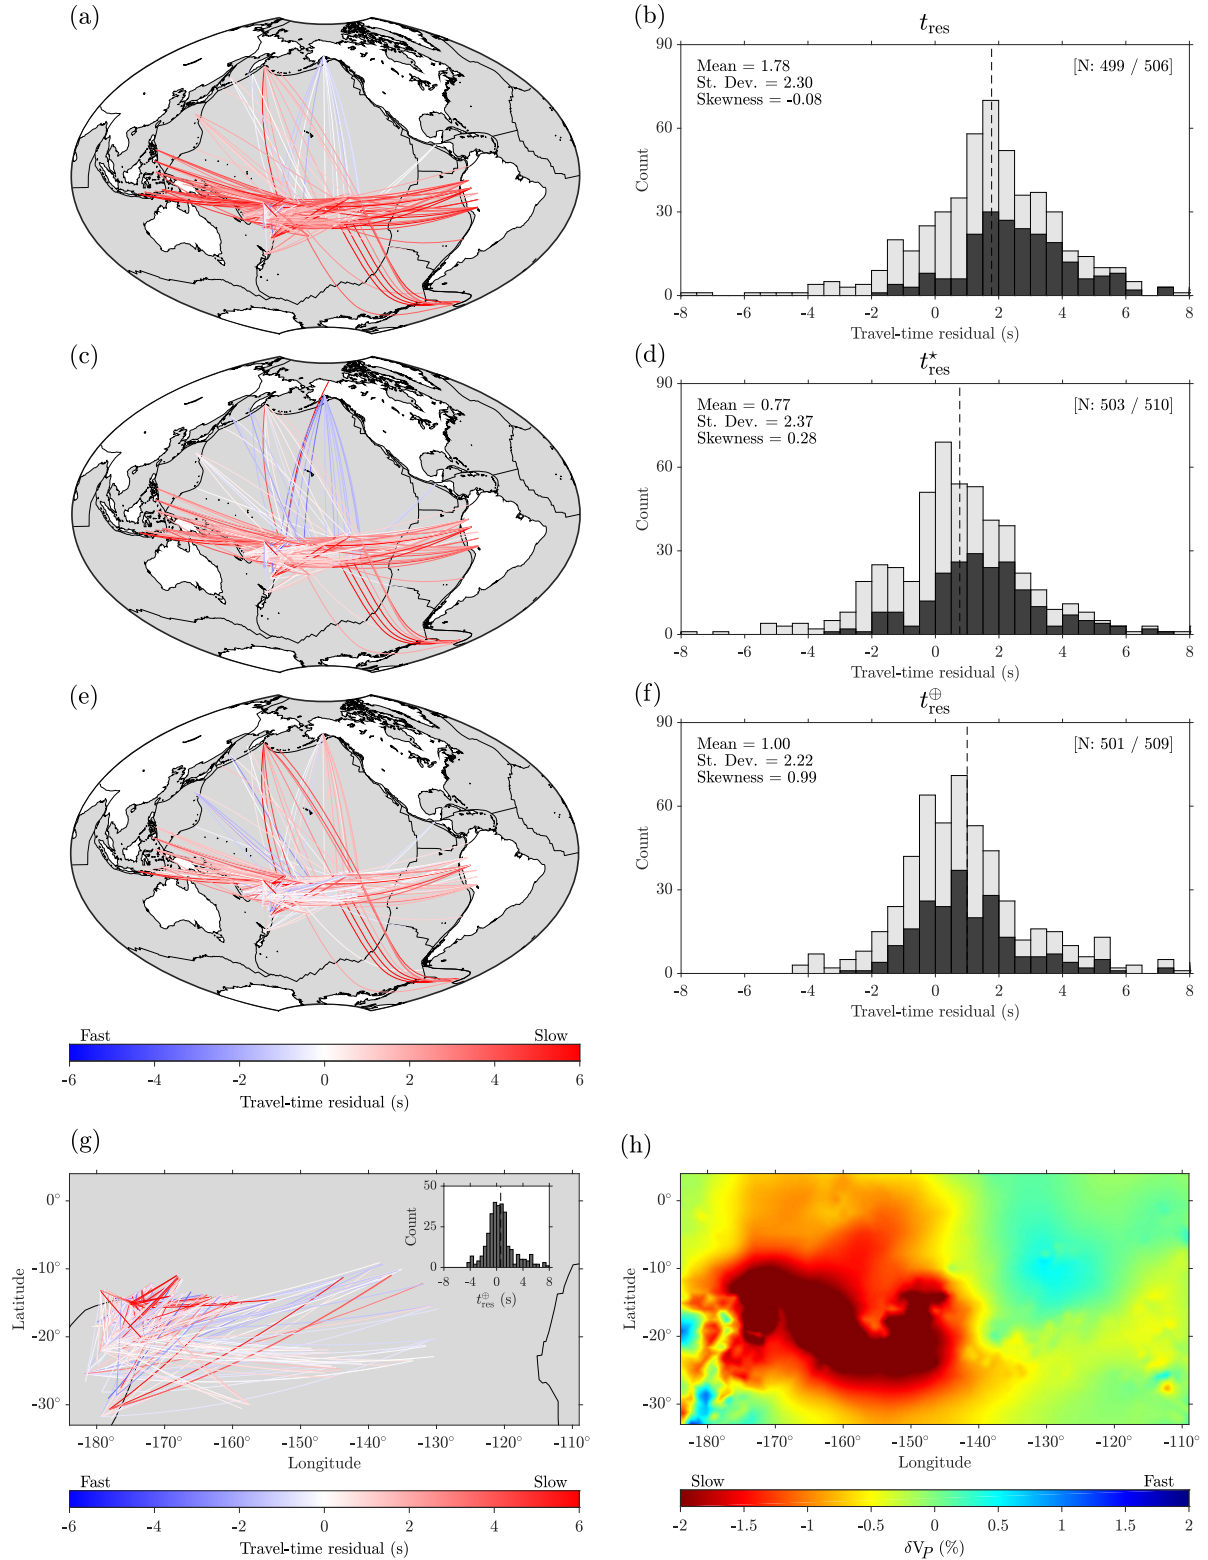 (a)
(b)
t_res
Mean = 1.78
St. Dev. = 2.30
Skewness = -0.08
[N: 499 / 506]
90
60
30
0
Count
-8 -6 -4 -2 0 2 4 6 8
Travel-time residual (s)
(c)
(d)
t*_res
Mean = 0.77
St. Dev. = 2.37
Skewness = 0.28
[N: 503 / 510]
90
60
30
0
Count
-8 -6 -4 -2 0 2 4 6 8
Travel-time residual (s)
(e)
(f)
t⊕_res
Mean = 1.00
St. Dev. = 2.22
Skewness = 0.99
[N: 501 / 509]
90
60
30
0
Count
-8 -6 -4 -2 0 2 4 6 8
Travel-time residual (s)
Fast Slow
-6 -4 -2 0 2 4 6
Travel-time residual (s)
(g)
0°
-10°
-20°
-30°
Latitude
50
25
0
Count
-8 -4 0 4 8
t⊕_res (s)
-180° -170° -160° -150° -140° -130° -120° -110°
Longitude
Fast Slow
-6 -4 -2 0 2 4 6
Travel-time residual (s)
(h)
0°
-10°
-20°
-30°
Latitude
-180° -170° -160° -150° -140° -130° -120° -110°
Longitude
Slow Fast
-2 -1.5 -1 -0.5 0 0.5 1 1.5 2
δV_P (%)